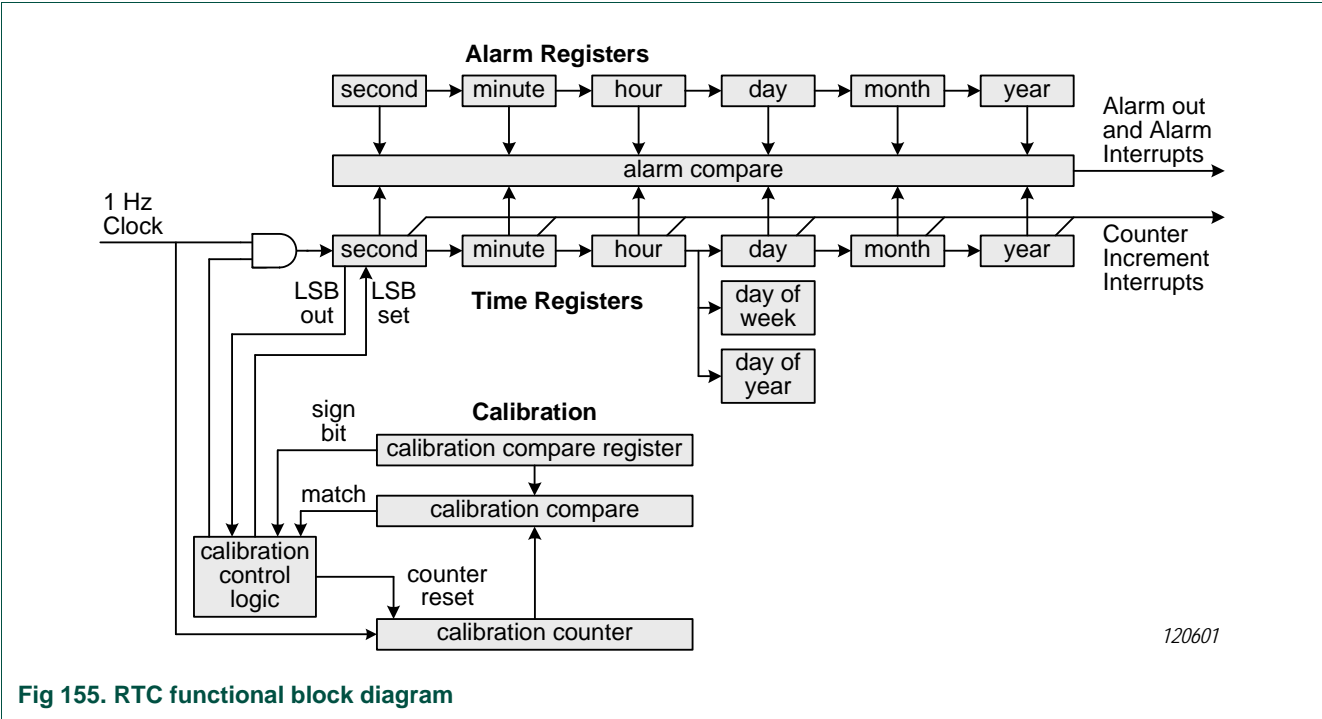 Alarm Registers
second
minute
hour
day
month
year
Alarm out
and Alarm
Interrupts
alarm compare
1 Hz
Clock
second
minute
hour
day
month
year
Counter
Increment
Interrupts
LSB
out
LSB
set
Time Registers
day of
week
day of
year
sign
bit
Calibration
calibration compare register
match
calibration compare
calibration
control
logic
counter
reset
calibration counter
120601
Fig 155. RTC functional block diagram